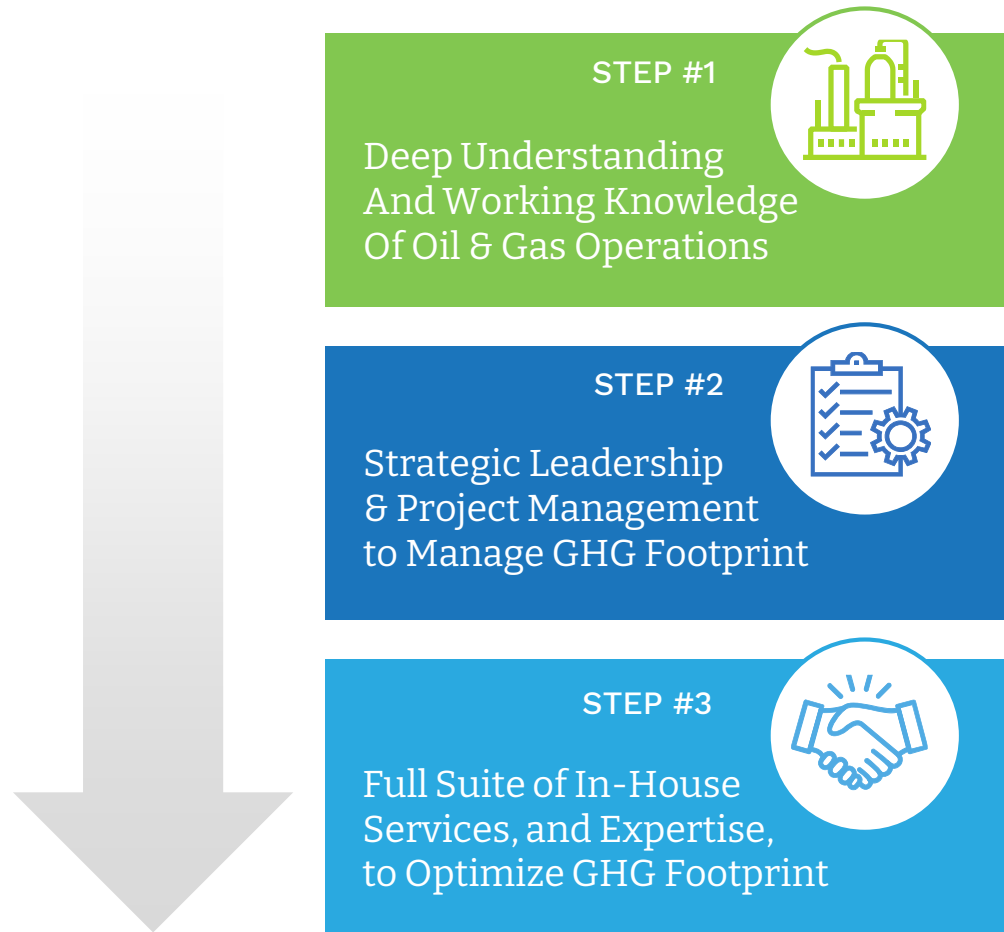 STEP #1
Deep Understanding
And Working Knowledge
Of Oil & Gas Operations
STEP #2
Strategic Leadership
& Project Management
to Manage GHG Footprint
STEP #3
Full Suite of In-House
Services, and Expertise,
to Optimize GHG Footprint